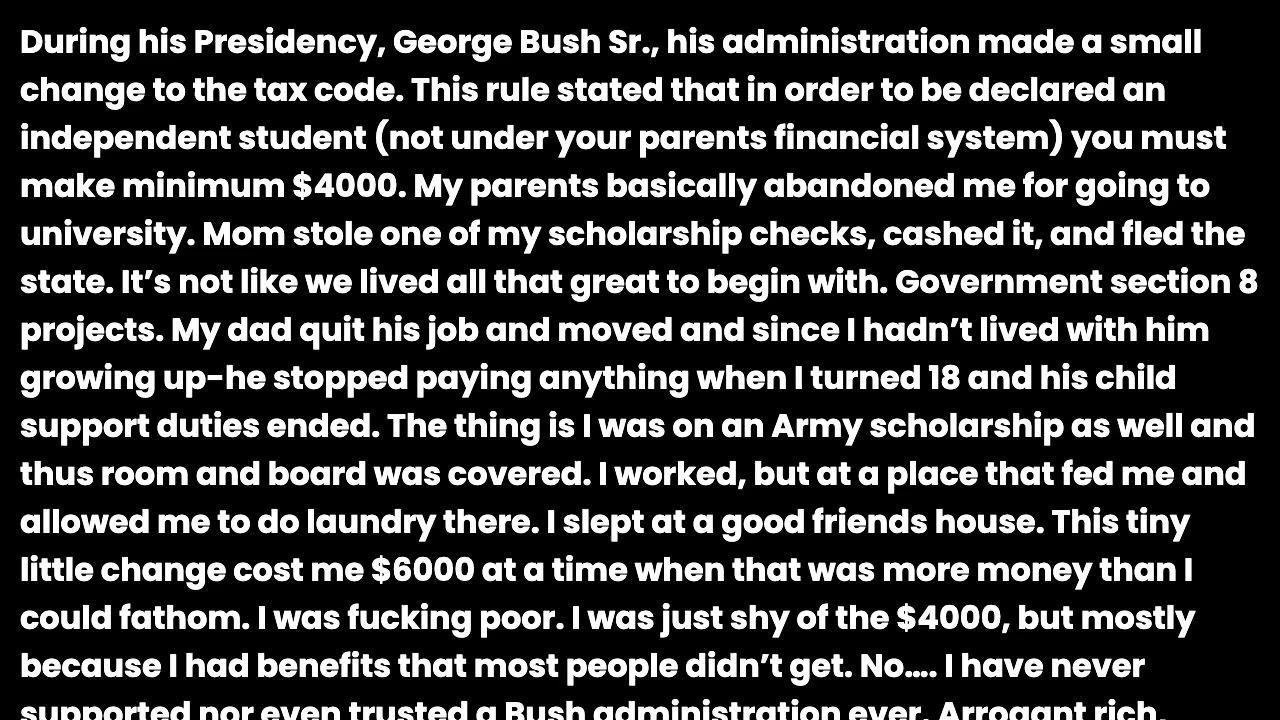 During his Presidency, George Bush Sr., his administration made a small
change to the tax code. This rule stated that in order to be declared an
independent student (not under your parents financial system) you must
make minimum $4000. My parents basically abandoned me for going to
university. Mom stole one of my scholarship checks, cashed it, and fled the
state. It’s not like we lived all that great to begin with. Government section 8
projects. My dad quit his job and moved and since I hadn’t lived with him
growing up-he stopped paying anything when I turned 18 and his child
support duties ended. The thing is I was on an Army scholarship as well and
thus room and board was covered. I worked, but at a place that fed me and
allowed me to do laundry there. I slept at a good friends house. This tiny
little change cost me $6000 at a time when that was more money than I
could fathom. I was fucking poor. I was just shy of the $4000, but mostly
because I had benefits that most people didn’t get. No.... I have never
supported nor even trusted a Bush administration ever. Arrogant rich.